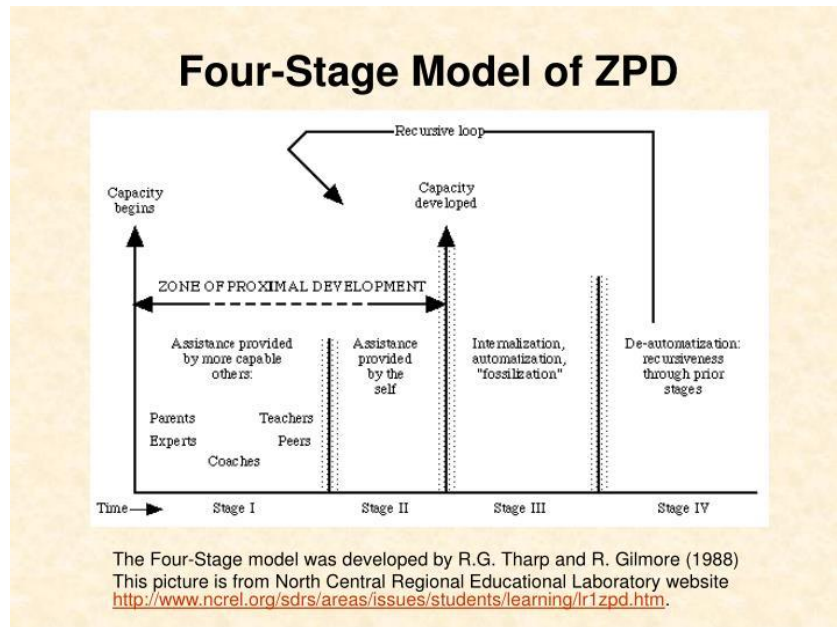 Four-Stage Model of ZPD
Recursive loop
Capacity
begins
Capacity
developed
ZONE OF PROXIMAL DEVELOPMENT
Assistance provided
by more capable
others:
Parents
Teachers
Experts
Peers
Coaches
Assistance
provided
by the
self
Internalization,
automatization,
"fossilization"
De-automatization:
recursiveness
through prior
stages
Time
Stage I
Stage II
Stage III
Stage IV
The Four-Stage model was developed by R.G. Tharp and R. Gilmore (1988)
This picture is from North Central Regional Educational Laboratory website
http://www.ncrel.org/sdrs/areas/issues/students/learning/lr1zpd.htm.